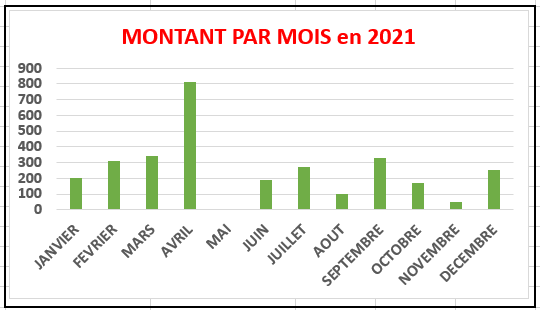 MONTANT PAR MOIS en 2021
900
800
700
600
500
400
300
200
100
0
JANVIER
FEVRIER
MARS
AVRIL
MAI
JUIN
JUILLET
AOUT
SEPTEMBRE
OCTOBRE
NOVEMBRE
DECEMBRE